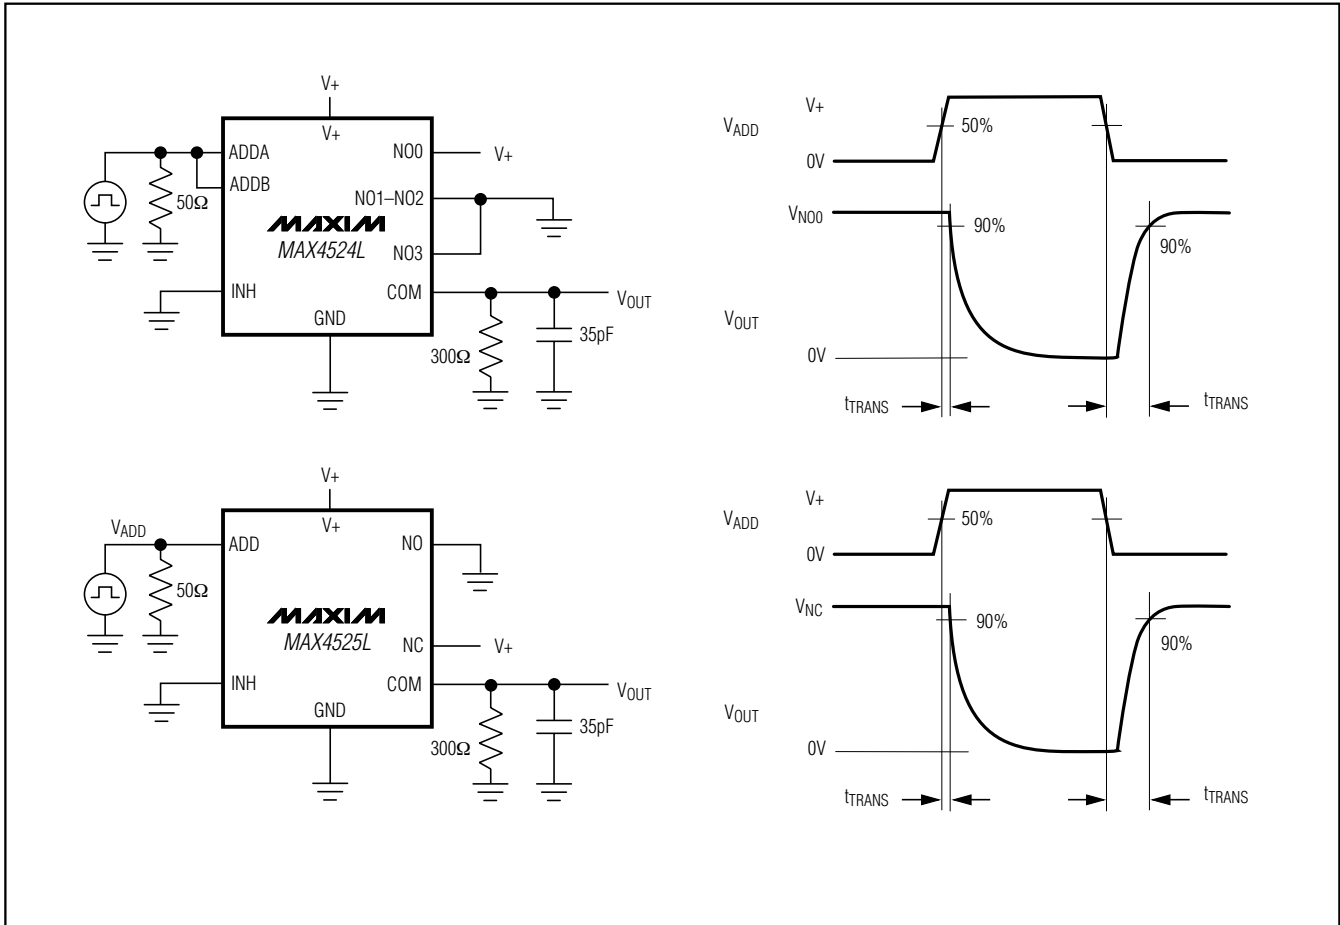 V+
V+
ADDA
ADDB
50Ω
NO0
V+
NO1–NO2
MAXIM
MAX4524L
NO3
INH
COM
VOUT
GND
300Ω
35pF
VADD
V+
50%
0V
VNO0
90%
90%
VOUT
0V
tTRANS
tTRANS
V+
V+
VADD
ADD
50Ω
NO
MAXIM
MAX4525L
NC
V+
INH
COM
VOUT
GND
300Ω
35pF
VADD
V+
50%
0V
VNC
90%
90%
VOUT
0V
tTRANS
tTRANS